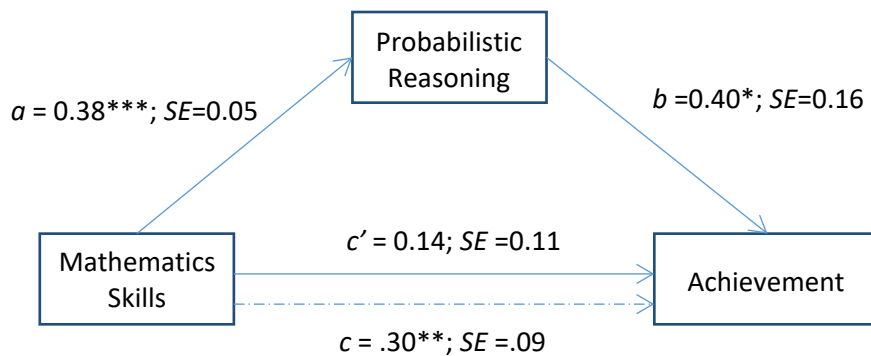 Probabilistic
Reasoning
a = 0.38***; SE=0.05
b =0.40*; SE=0.16
Mathematics
Skills
c’ = 0.14; SE =0.11
Achievement
c = .30**; SE =.09